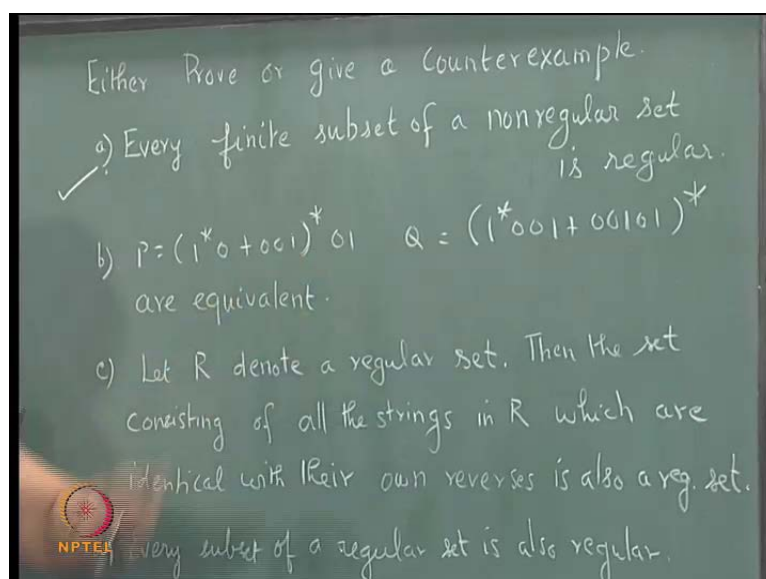 Either Prove or give a Counterexample.
a) Every finite subset of a nonregular set
is regular.
b) P = (1*0 + 001)* 01 Q = (1*001 + 00101)*
are equivalent.
c) Let R denote a regular set. Then the set
consisting of all the strings in R which are
identical with their own reverses is also a reg. set.
Every subset of a regular set is also regular.
NPTEL